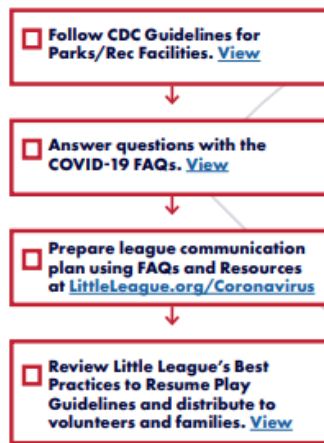 Follow CDC Guidelines for
Parks/Rec Facilities. View
Answer questions with the
COVID-19 FAQs. View
Prepare league communication
plan using FAQs and Resources
at LittleLeague.org/Coronavirus
Review Little League's Best
Practices to Resume Play
Guidelines and distribute to
volunteers and families. View